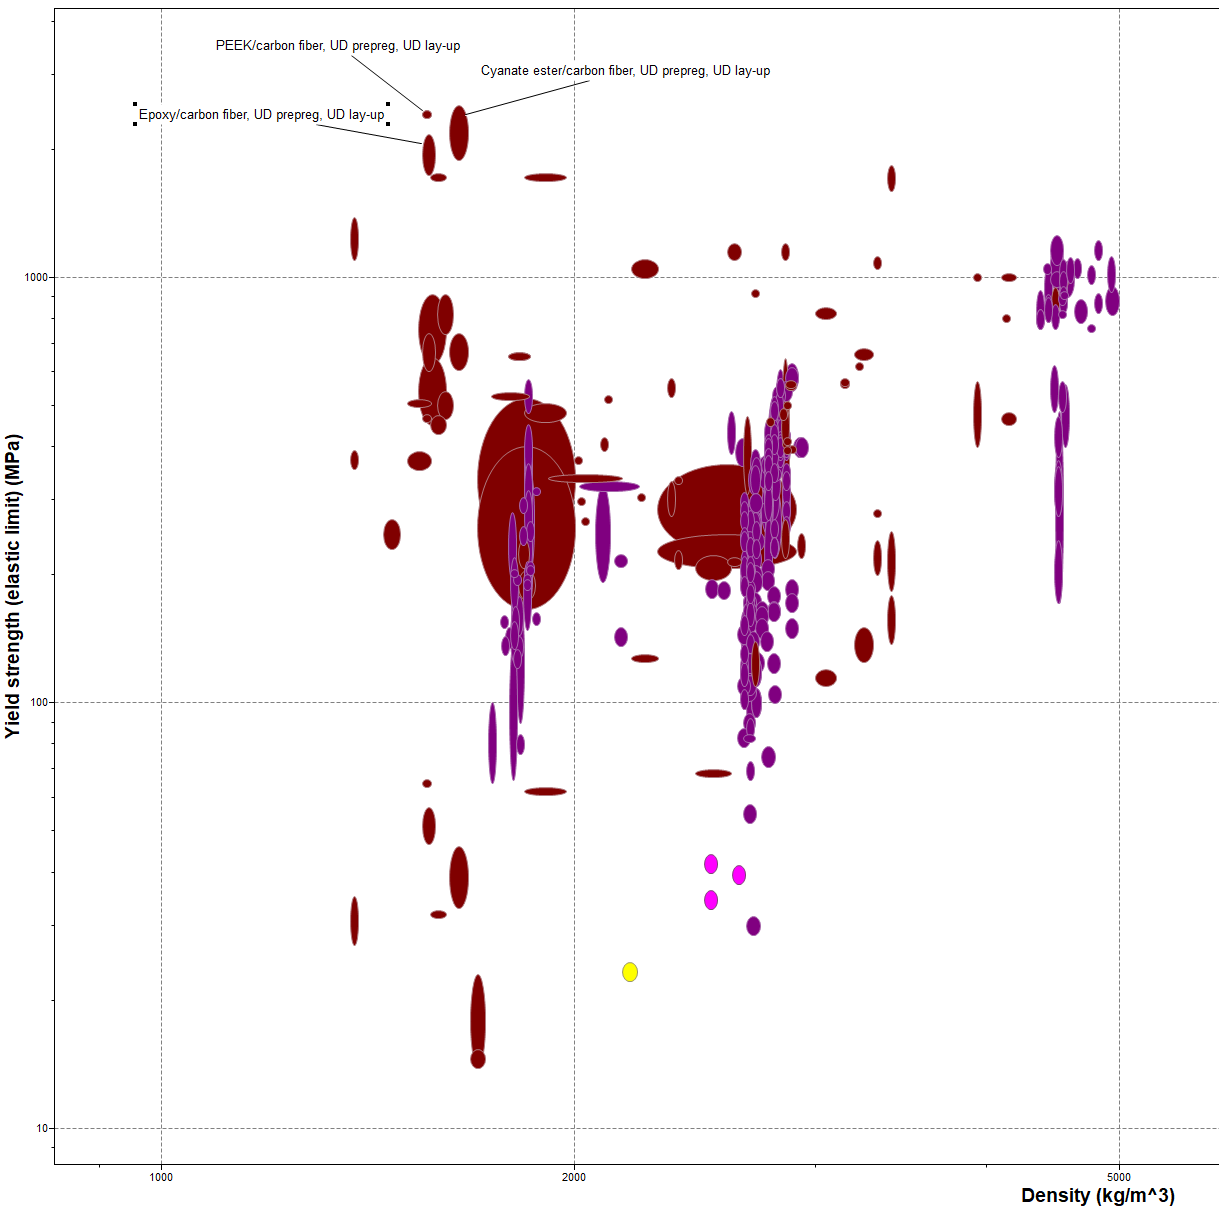 PEEK/carbon fiber, UD prepreg, UD lay-up
Cyanate ester/carbon fiber, UD prepreg, UD lay-up
Epoxy/carbon fiber, UD prepreg, UD lay-up
Yield strength (elastic limit) (MPa)
1000
100
10
1000
2000
5000
Density (kg/m^3)